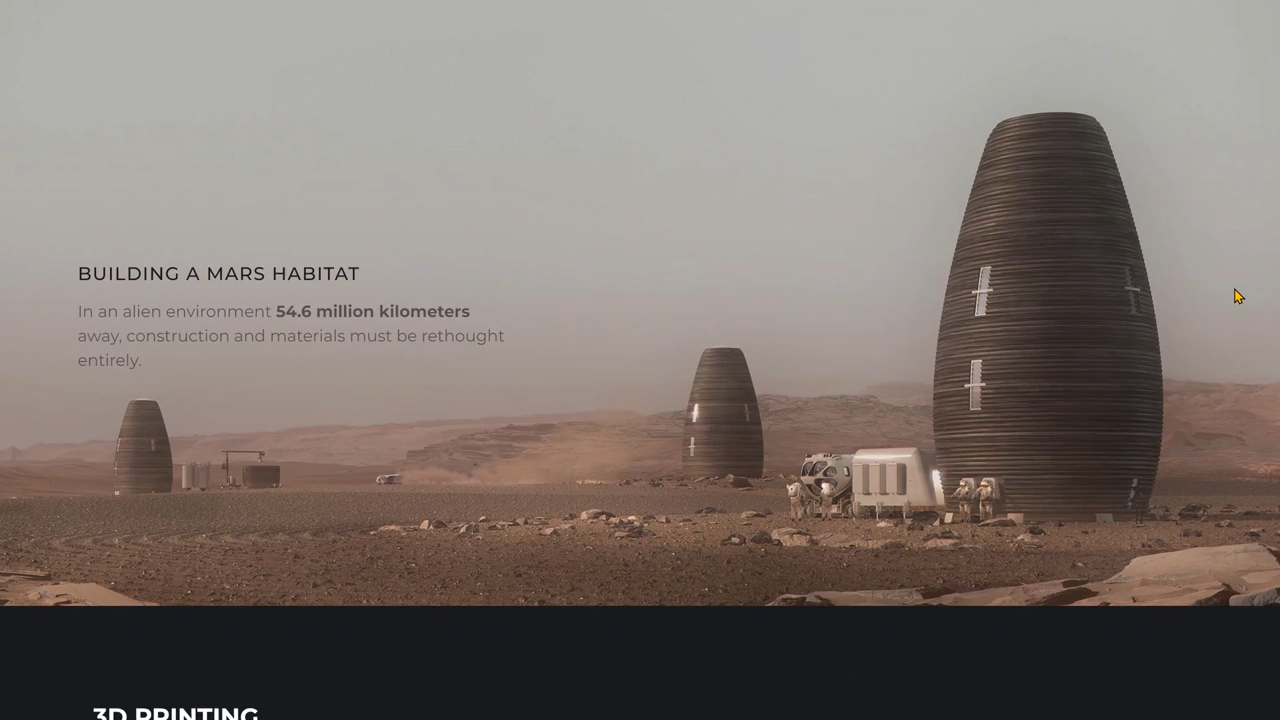 BUILDING A MARS HABITAT
In an alien environment 54.6 million kilometers
away, construction and materials must be rethought
entirely.
3D PRINTING